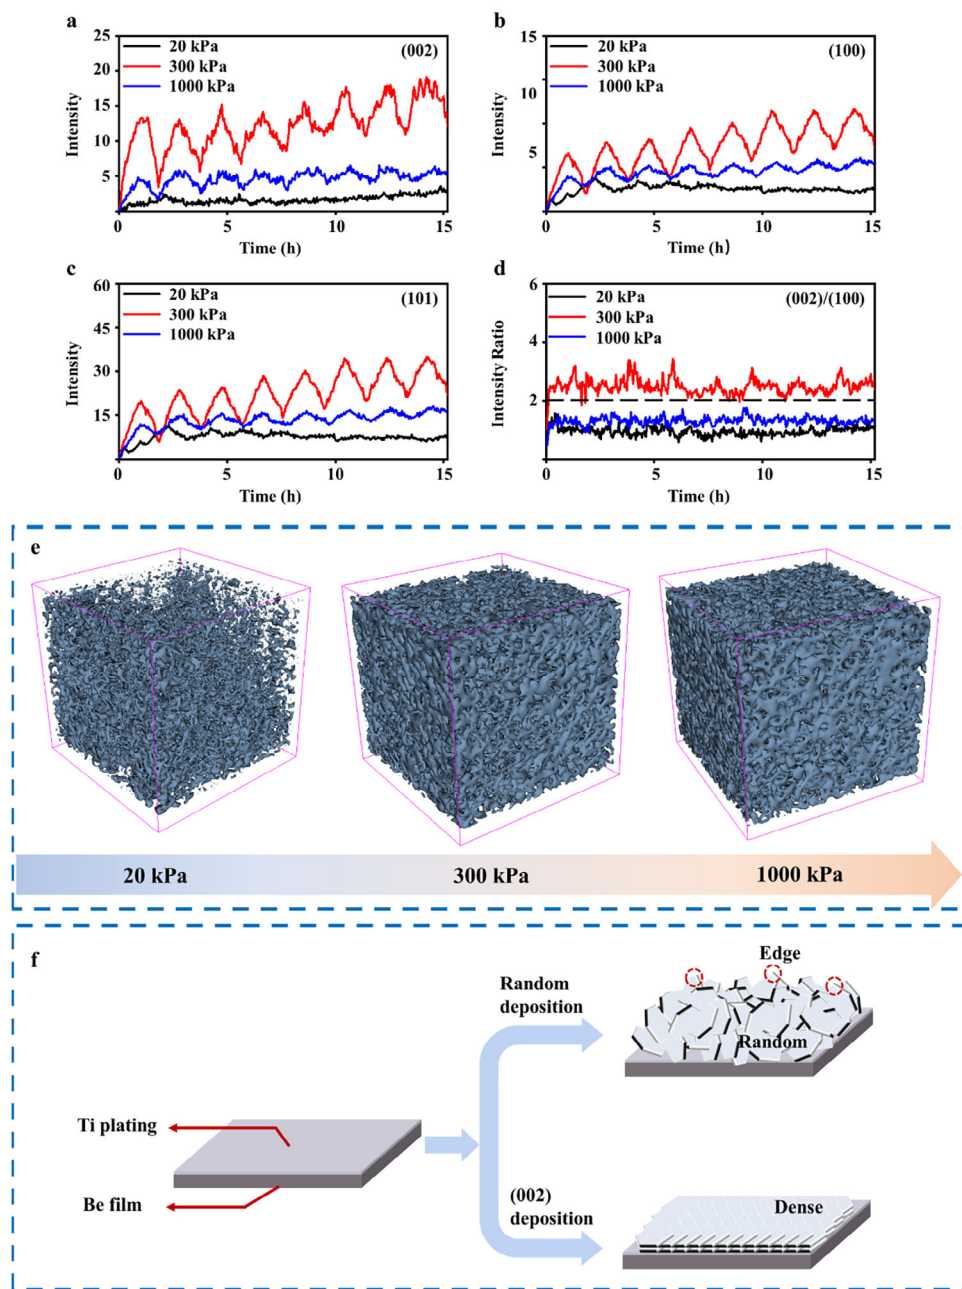 a
25
20
15
10
5
0
Intensity
20 kPa
300 kPa
1000 kPa
(002)
0
5
10
15
Time (h)
b
15
10
5
0
Intensity
20 kPa
300 kPa
1000 kPa
(100)
0
5
10
15
Time (h)
c
60
45
30
15
0
Intensity
20 kPa
300 kPa
1000 kPa
(101)
0
5
10
15
Time (h)
d
6
4
2
0
Intensity Ratio
20 kPa
300 kPa
1000 kPa
(002)/(100)
0
5
10
15
Time (h)
e
20 kPa
300 kPa
1000 kPa
f
Ti plating
Be film
Random
deposition
(002)
deposition
Edge
Random
Dense